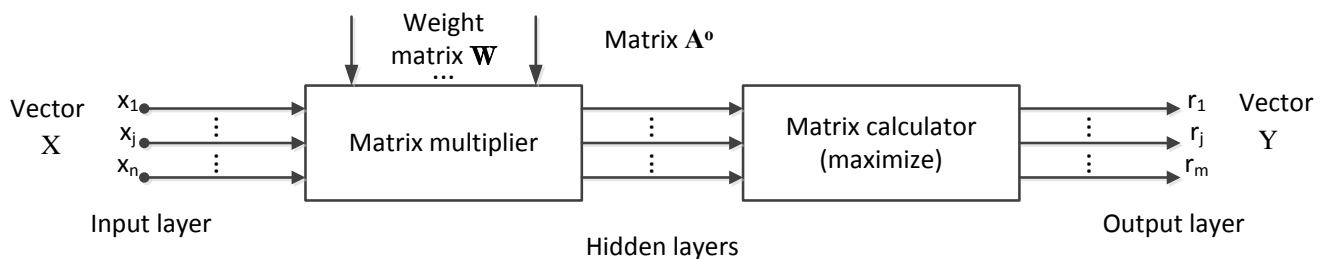 Weight
matrix W
...
Matrix Aᵒ
Vector
X
x₁
⋮
xⱼ
⋮
xₙ
Matrix multiplier
⋮
⋮
Matrix calculator
(maximize)
⋮
⋮
r₁
rⱼ
rₘ
Vector
Y
Input layer
Hidden layers
Output layer